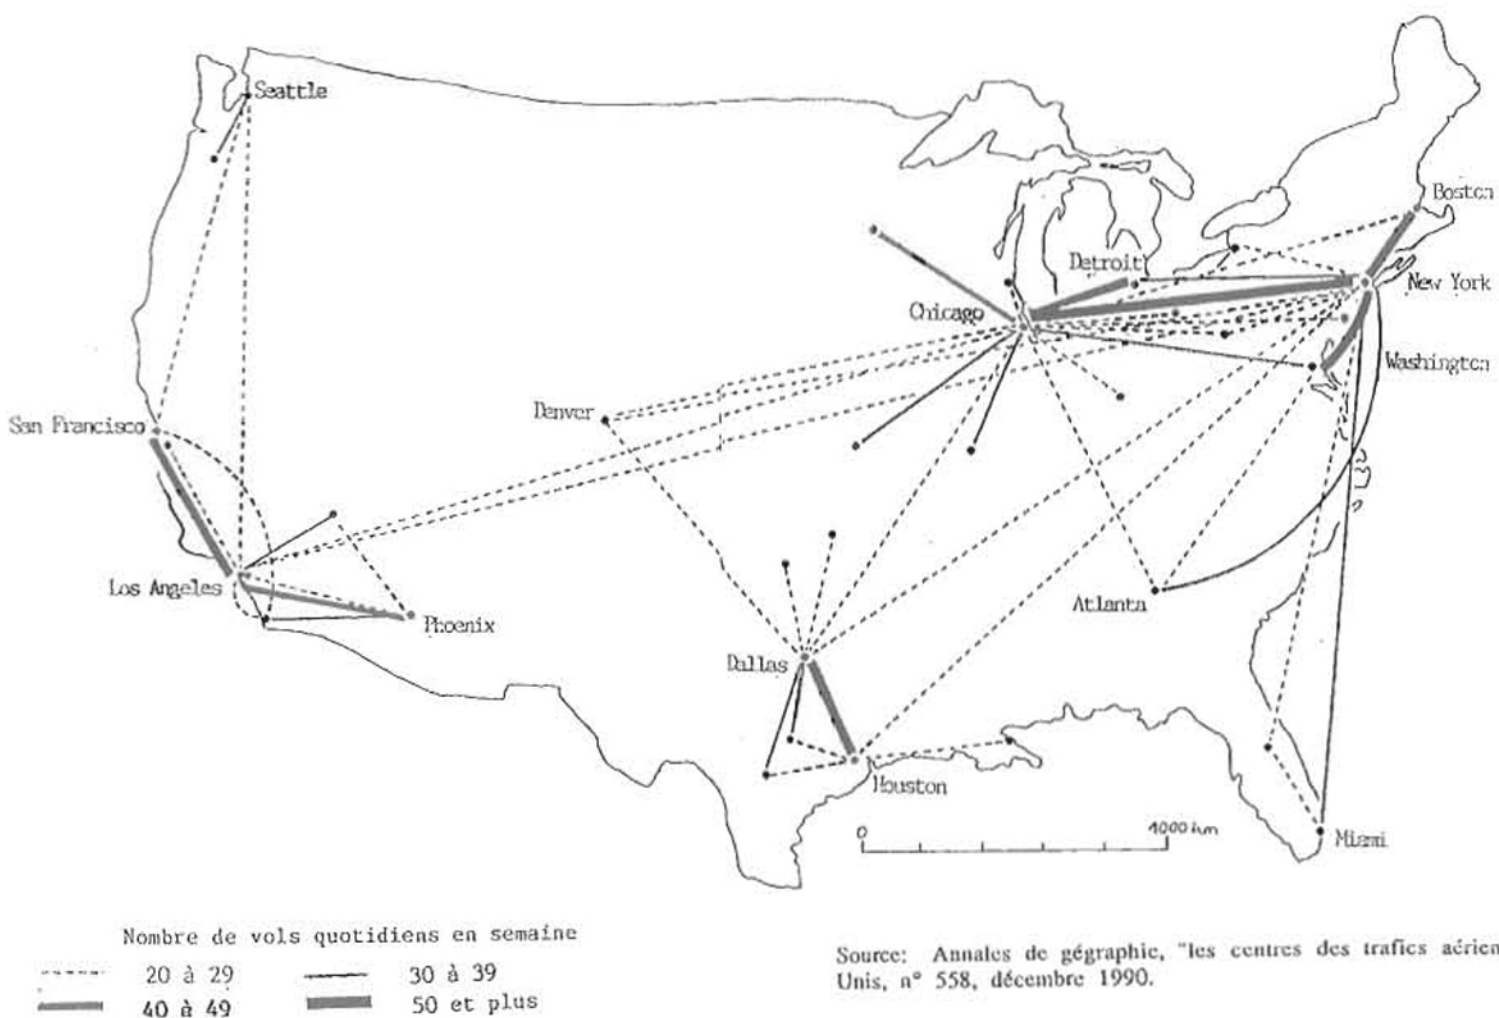 Seattle
Boston
Detroit
New York
Chicago
Washington
Denver
San Francisco
Los Angeles
Phoenix
Atlanta
Dallas
Houston
0 1000 km
Miami
Nombre de vols quotidiens en semaine
20 à 29 30 à 39
40 à 49 50 et plus
Source: Annales de gégraphic, "les centres des trafics aérien
Unis, n° 558, décembre 1990.